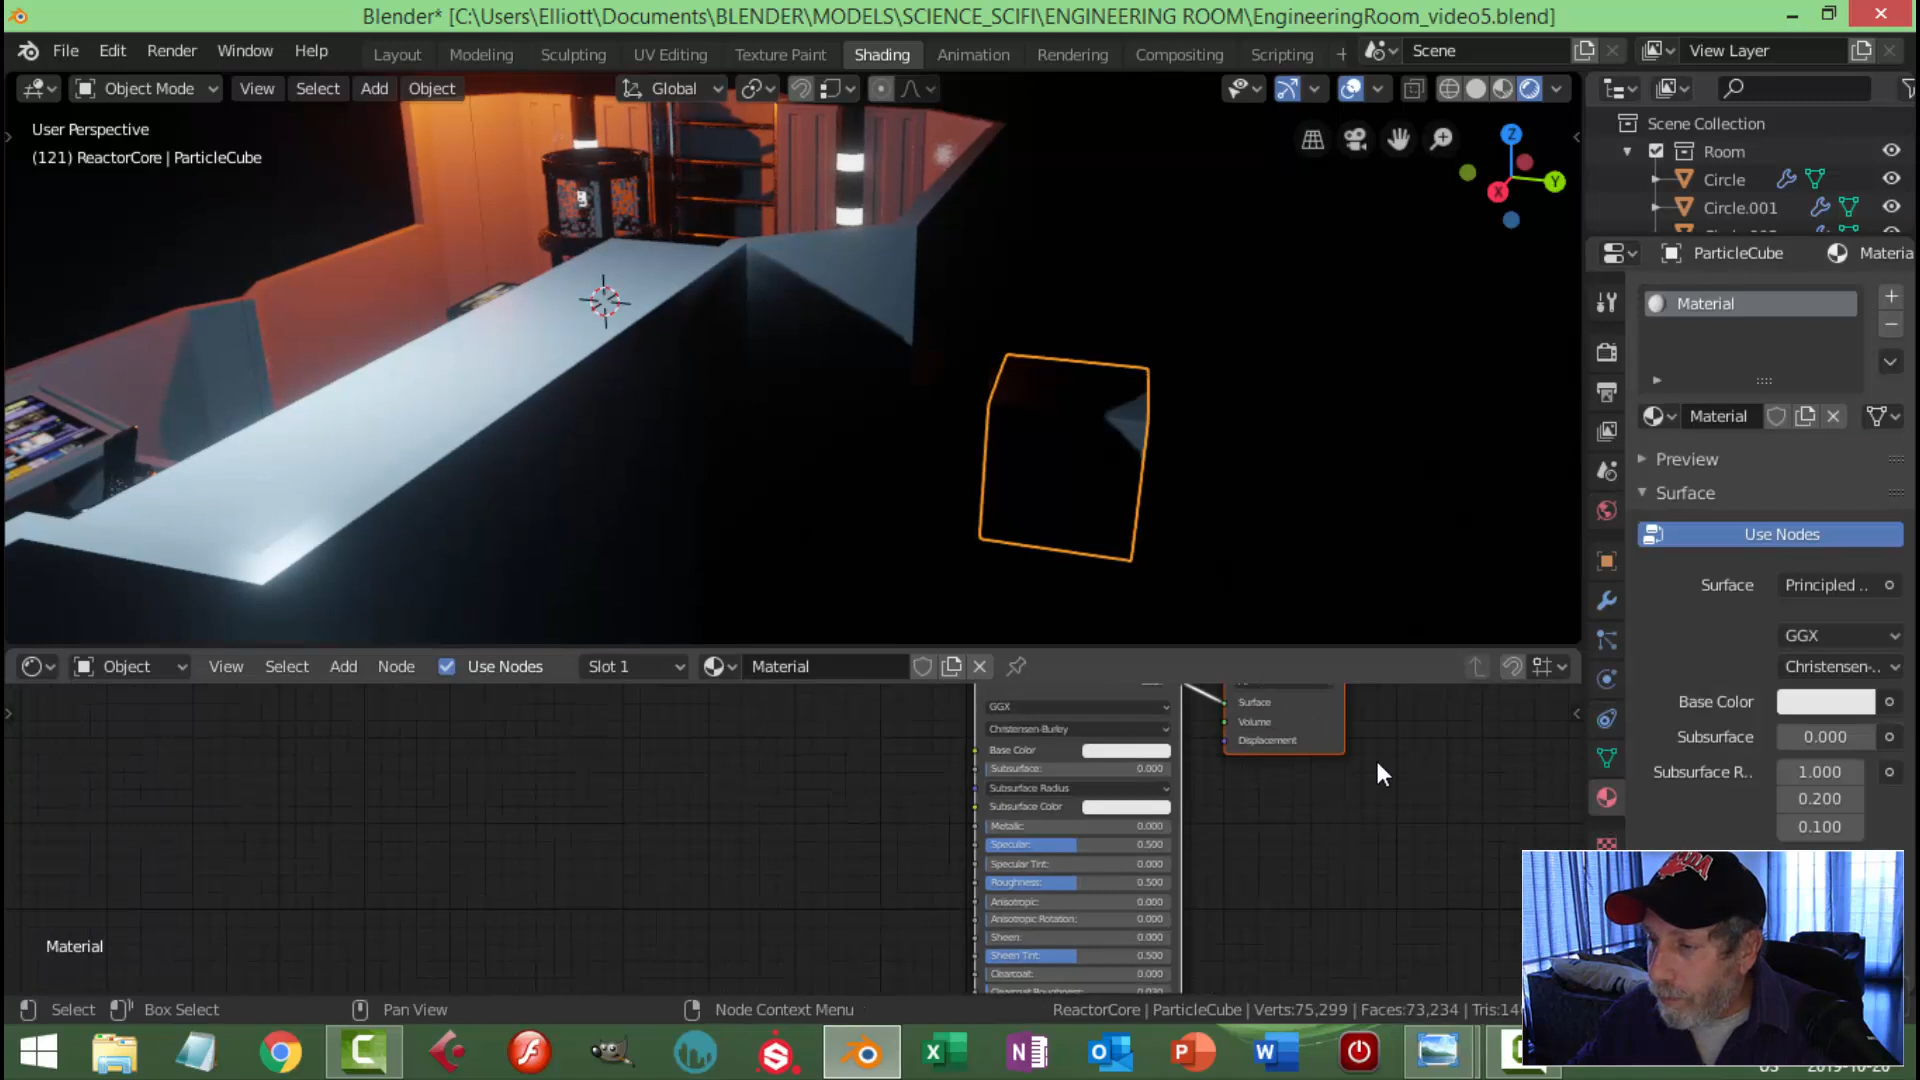 Blender* [C:\Users\Elliott\Documents\BLENDER\MODELS\SCIENCE_SCIFI\ENGINEERING ROOM\EngineeringRoom_video5.blend]
File Edit Render Window Help Layout Modeling Sculpting UV Editing Texture Paint Shading Animation Rendering Compositing Scripting + Scene View Layer
Object Mode View Select Add Object Global
User Perspective
(121) ReactorCore | ParticleCube
Z
Y
X
Scene Collection
Room
Circle
Circle.001
ParticleCube Materia
Material
Material
Preview
Surface
Use Nodes
Surface Principled ..
GGX
Christensen-..
Base Color
Subsurface 0.000
Subsurface R.. 1.000
0.200
0.100
Object View Select Add Node Use Nodes Slot 1 Material
GGX
Christensen-Burley
Base Color
Subsurface: 0.000
Subsurface Radius
Subsurface Color
Metallic: 0.000
Specular: 0.500
Specular Tint: 0.000
Roughness: 0.500
Anisotropic: 0.000
Anisotropic Rotation: 0.000
Sheen: 0.000
Sheen Tint: 0.500
Clearcoat: 0.000
Clearcoat Roughness: 0.030
Surface
Volume
Displacement
Material
Select Box Select Pan View Node Context Menu ReactorCore | ParticleCube | Verts:75,299 | Faces:73,234 | Tris:14